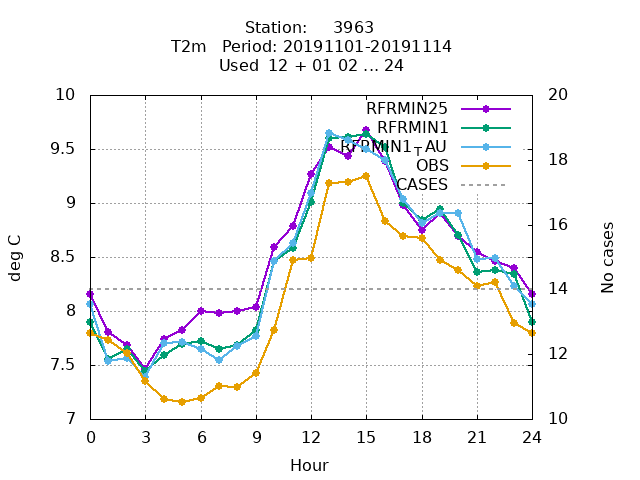 Station:     3963
T2m   Period: 20191101-20191114
Used  12 + 01 02 ... 24
RFRMIN25
RFRMIN1
RFRMIN1_TAU
OBS
CASES
10
9.5
9
8.5
8
7.5
7
20
18
16
14
12
10
deg C
No cases
0 3 6 9 12 15 18 21 24
Hour